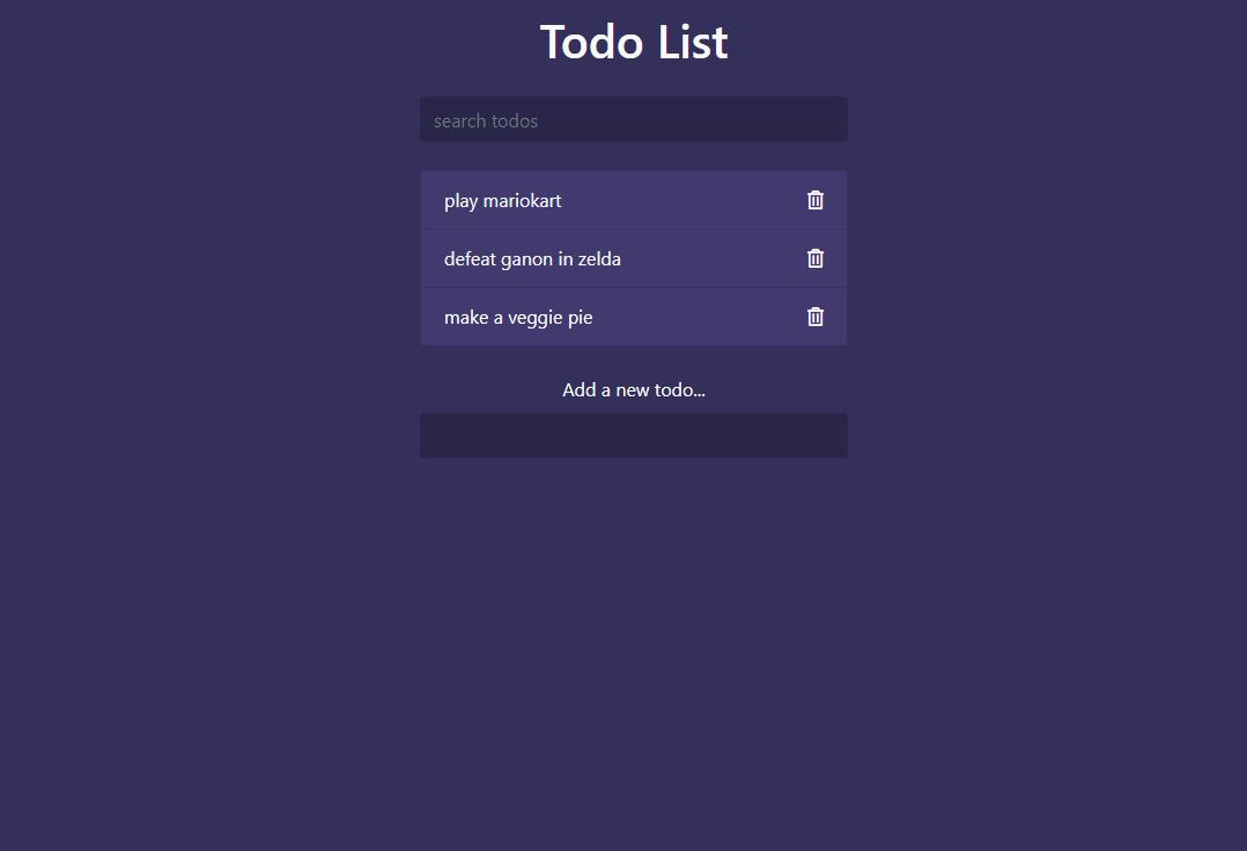 Todo List
search todos
play mariokart
defeat ganon in zelda
make a veggie pie
Add a new todo...